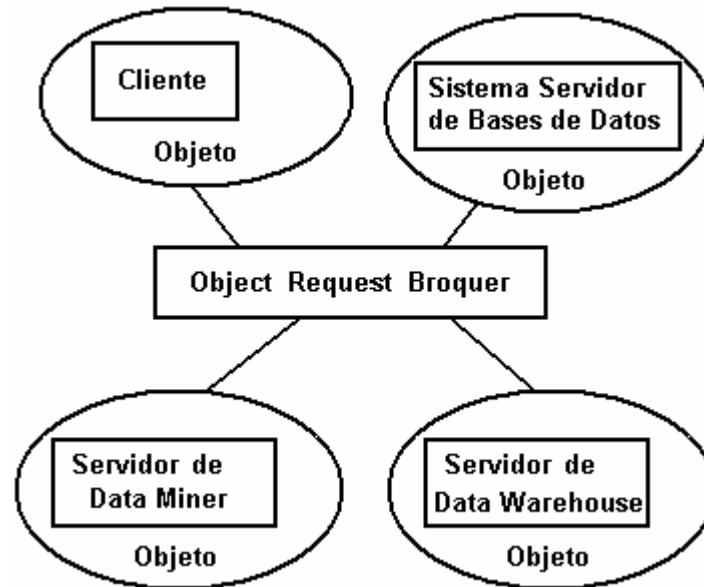 Cliente
Objeto
Sistema Servidor
de Bases de Datos
Objeto
Object Request Broquer
Servidor de
Data Miner
Objeto
Servidor de
Data Warehouse
Objeto